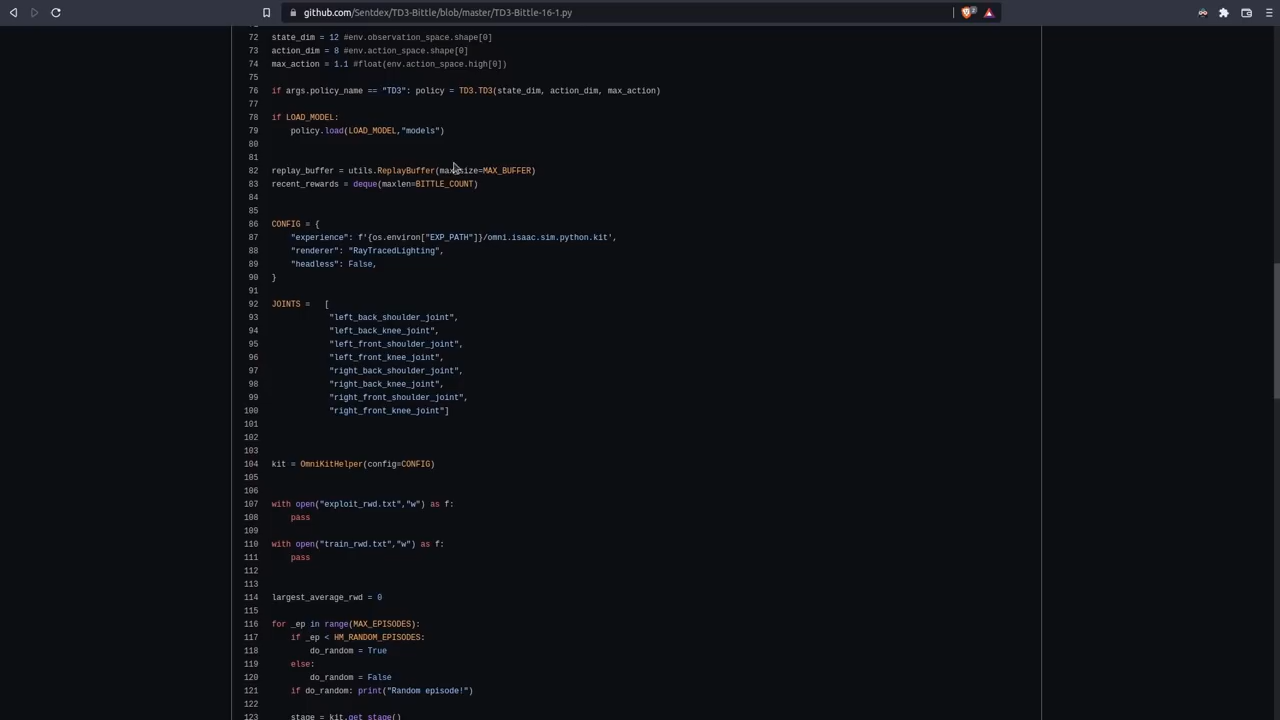 github.com/Sentdex/TD3-Bittle/blob/master/TD3-Bittle-16-1.py
72 state_dim = 12 #env.observation_space.shape[0]
73 action_dim = 8 #env.action_space.shape[0]
74 max_action = 1.1 #float(env.action_space.high[0])
75
76 if args.policy_name == "TD3": policy = TD3.TD3(state_dim, action_dim, max_action)
77
78 if LOAD_MODEL:
79 policy.load(LOAD_MODEL,"models")
80
81
82 replay_buffer = utils.ReplayBuffer(max_size=MAX_BUFFER)
83 recent_rewards = deque(maxlen=BITTLE_COUNT)
84
85
86 CONFIG = {
87 "experience": f'{os.environ["EXP_PATH"]}/omni.isaac.sim.python.kit',
88 "renderer": "RayTracedLighting",
89 "headless": False,
90 }
91
92 JOINTS = [
93 "left_back_shoulder_joint",
94 "left_back_knee_joint",
95 "left_front_shoulder_joint",
96 "left_front_knee_joint",
97 "right_back_shoulder_joint",
98 "right_back_knee_joint",
99 "right_front_shoulder_joint",
100 "right_front_knee_joint"]
101
102
103
104 kit = OmniKitHelper(config=CONFIG)
105
106
107 with open("exploit_rwd.txt","w") as f:
108 pass
109
110 with open("train_rwd.txt","w") as f:
111 pass
112
113
114 largest_average_rwd = 0
115
116 for _ep in range(MAX_EPISODES):
117 if _ep < HM_RANDOM_EPISODES:
118 do_random = True
119 else:
120 do_random = False
121 if do_random: print("Random episode!")
122
123 stage = kit.get_stage()